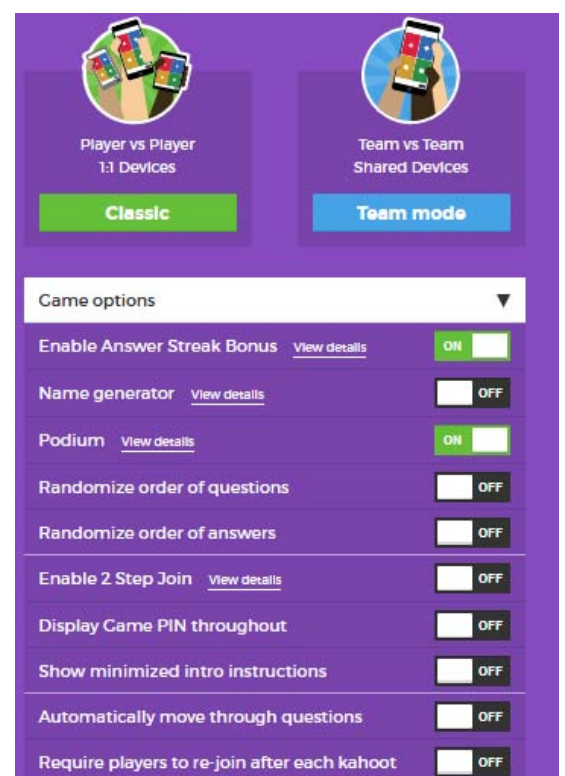 Player vs Player
1:1 Devices
Classic
Team vs Team
Shared Devices
Team mode
Game options
Enable Answer Streak Bonus View details ON
Name generator View details OFF
Podium View details ON
Randomize order of questions OFF
Randomize order of answers OFF
Enable 2 Step Join View details OFF
Display Game PIN throughout OFF
Show minimized intro instructions OFF
Automatically move through questions OFF
Require players to re-join after each kahoot OFF